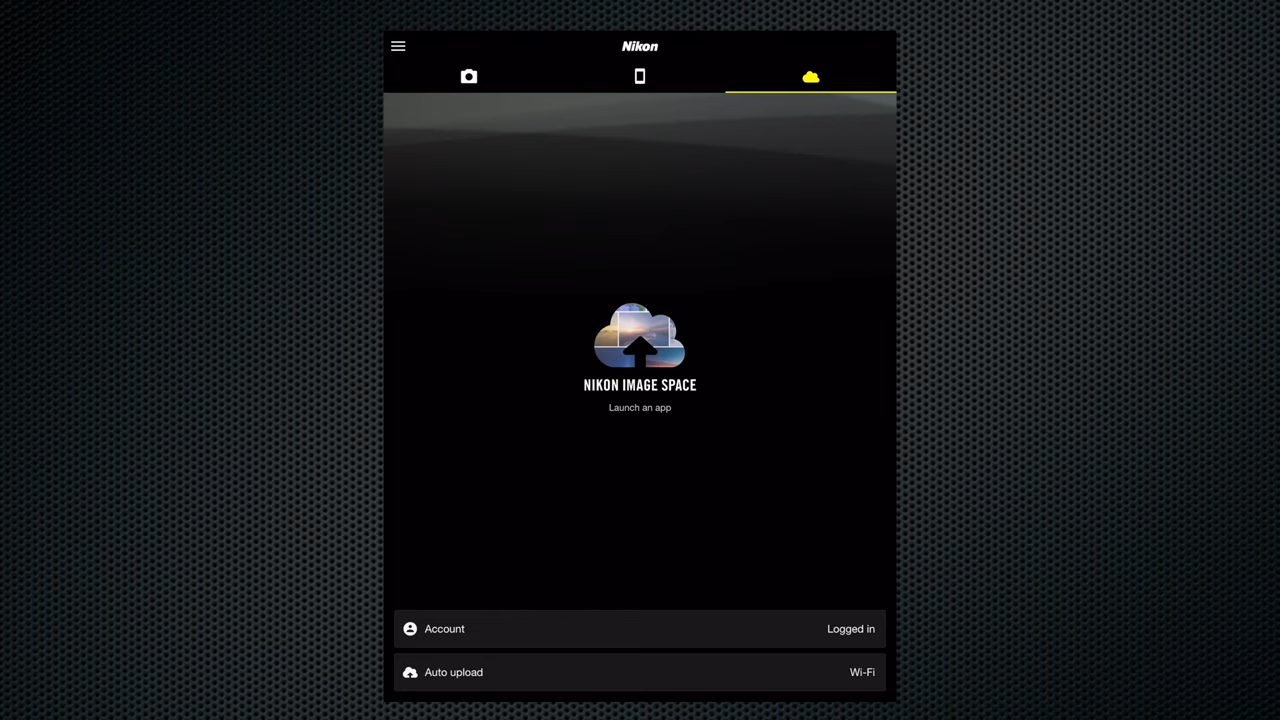 Nikon
NIKON IMAGE SPACE
Launch an app
Account Logged in
Auto upload Wi-Fi